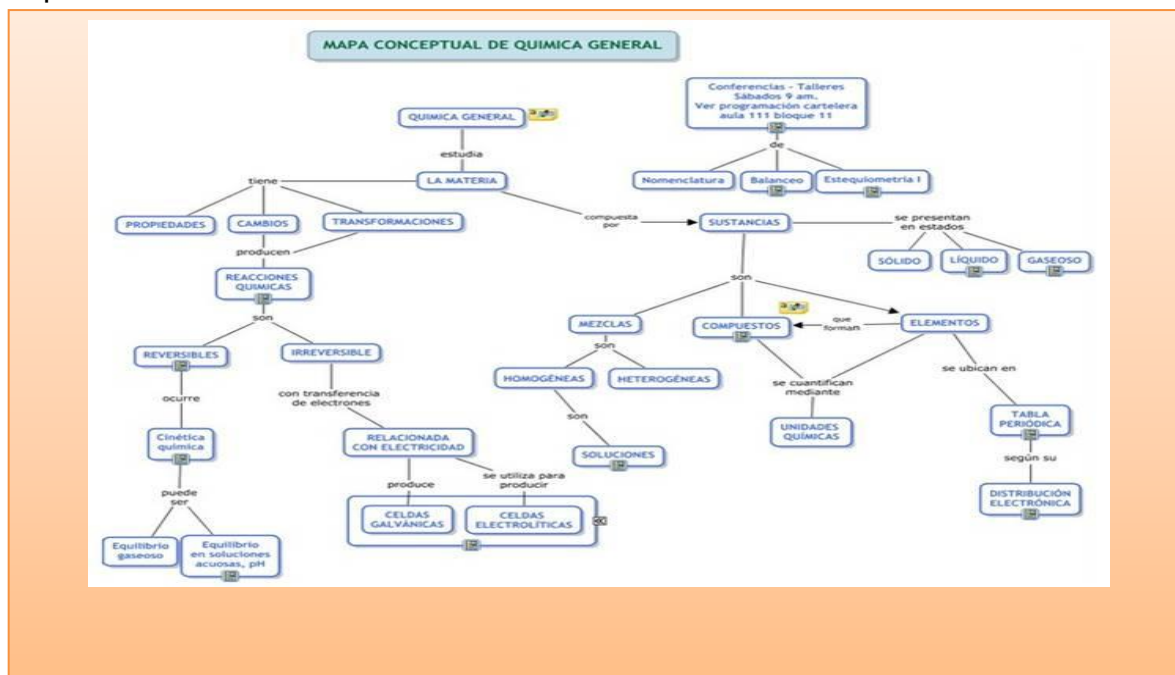 MAPA CONCEPTUAL DE QUIMICA GENERAL
Conferencias - Talleres
Sábados 9 am.
Ver programación cartelera
aula 111 bloque 11
QUIMICA GENERAL
estudia
de
tiene
LA MATERIA
Nomenclatura
Balanceo
Estequiometría I
PROPIEDADES
CAMBIOS
TRANSFORMACIONES
compuesta
por
SUSTANCIAS
se presentan
en estados
producen
SÓLIDO
LÍQUIDO
GASEOSO
REACCIONES
QUIMICAS
son
son
MEZCLAS
COMPUESTOS
que
forman
ELEMENTOS
REVERSIBLES
IRREVERSIBLE
son
HOMOGÉNEAS
HETEROGÉNEAS
se cuantifican
mediante
se ubican en
ocurre
con transferencia
de electrones
son
UNIDADES
QUÍMICAS
TABLA
PERIÓDICA
Cinética
química
RELACIONADA
CON ELECTRICIDAD
SOLUCIONES
según su
puede
ser
produce
se utiliza para
producir
DISTRIBUCIÓN
ELECTRÓNICA
CELDAS
GALVÁNICAS
CELDAS
ELECTROLÍTICAS
Equilibrio
gaseoso
Equilibrio
en soluciones
acuosas, pH